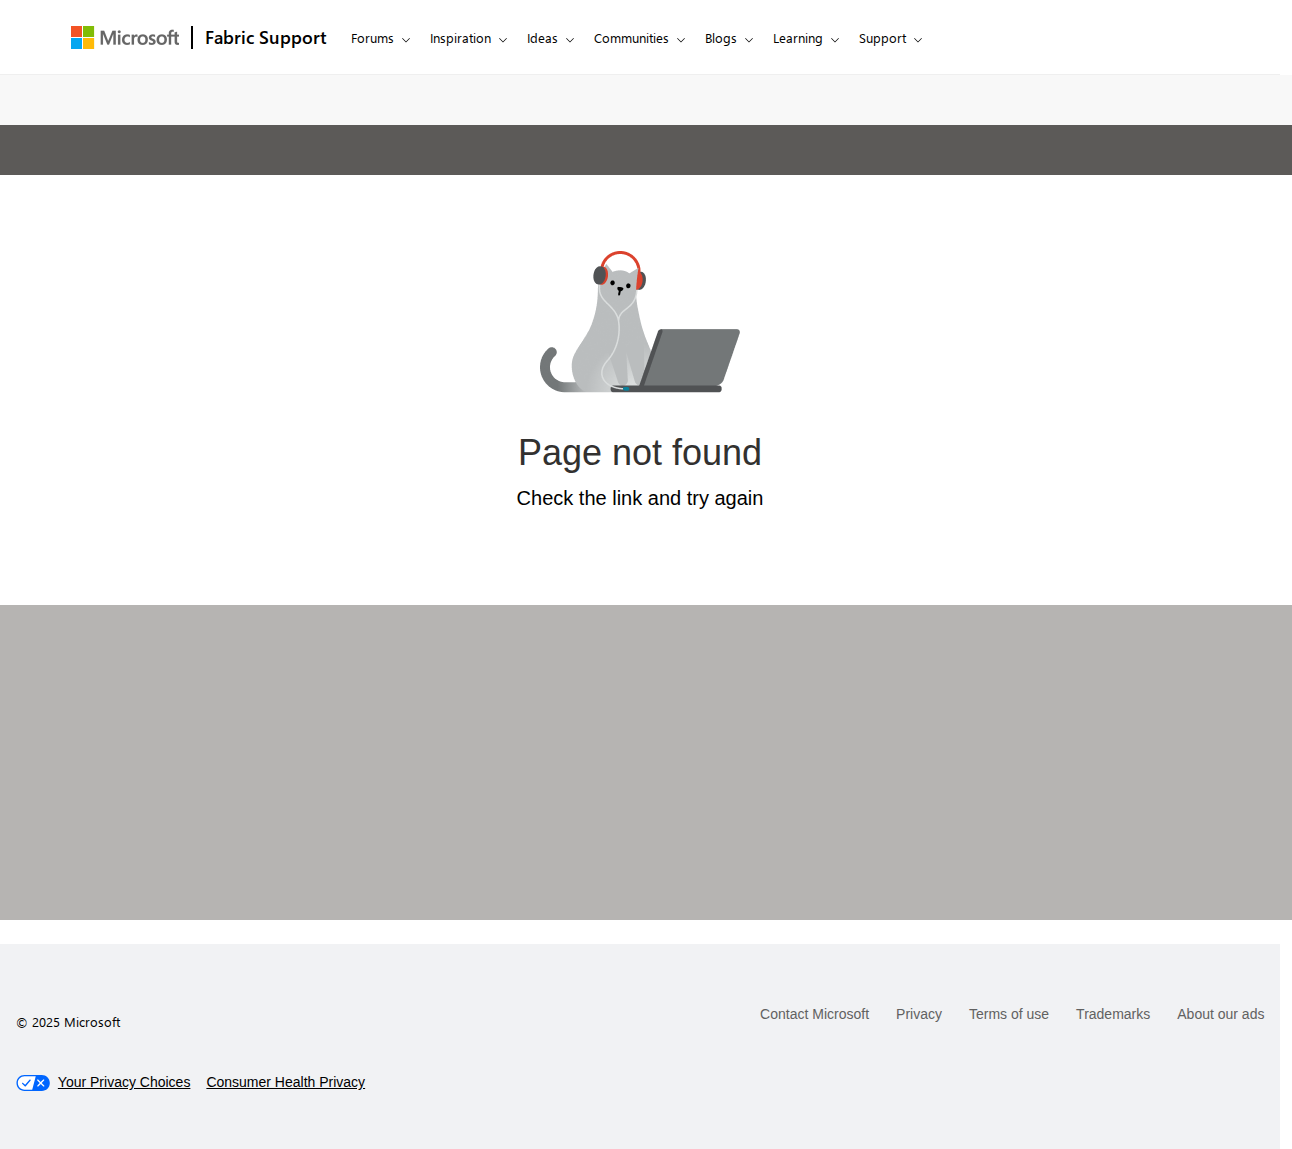 Microsoft Fabric Support Forums Inspiration Ideas Communities Blogs Learning Support
Page not found
Check the link and try again
© 2025 Microsoft
Contact Microsoft Privacy Terms of use Trademarks About our ads
Your Privacy Choices Consumer Health Privacy